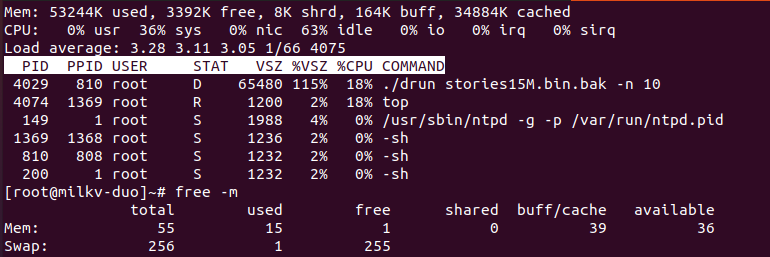 Mem: 53244K used, 3392K free, 8K shrd, 164K buff, 34884K cached
CPU:   0% usr  36% sys   0% nic  63% idle   0% io   0% irq   0% sirq
Load average: 3.28 3.11 3.05 1/66 4075
  PID  PPID USER     STAT   VSZ %VSZ %CPU COMMAND
 4029   810 root     D    65480 115%  18% ./drun stories15M.bin.bak -n 10
 4074  1369 root     R     1200   2%  18% top
  149     1 root     S     1988   4%   0% /usr/sbin/ntpd -g -p /var/run/ntpd.pid
 1369  1368 root     S     1236   2%   0% -sh
  810   808 root     S     1232   2%   0% -sh
  200     1 root     S     1232   2%   0% -sh
[root@milkv-duo]~# free -m
              total        used        free      shared  buff/cache   available
Mem:             55          15           1           0          39          36
Swap:           256           1         255